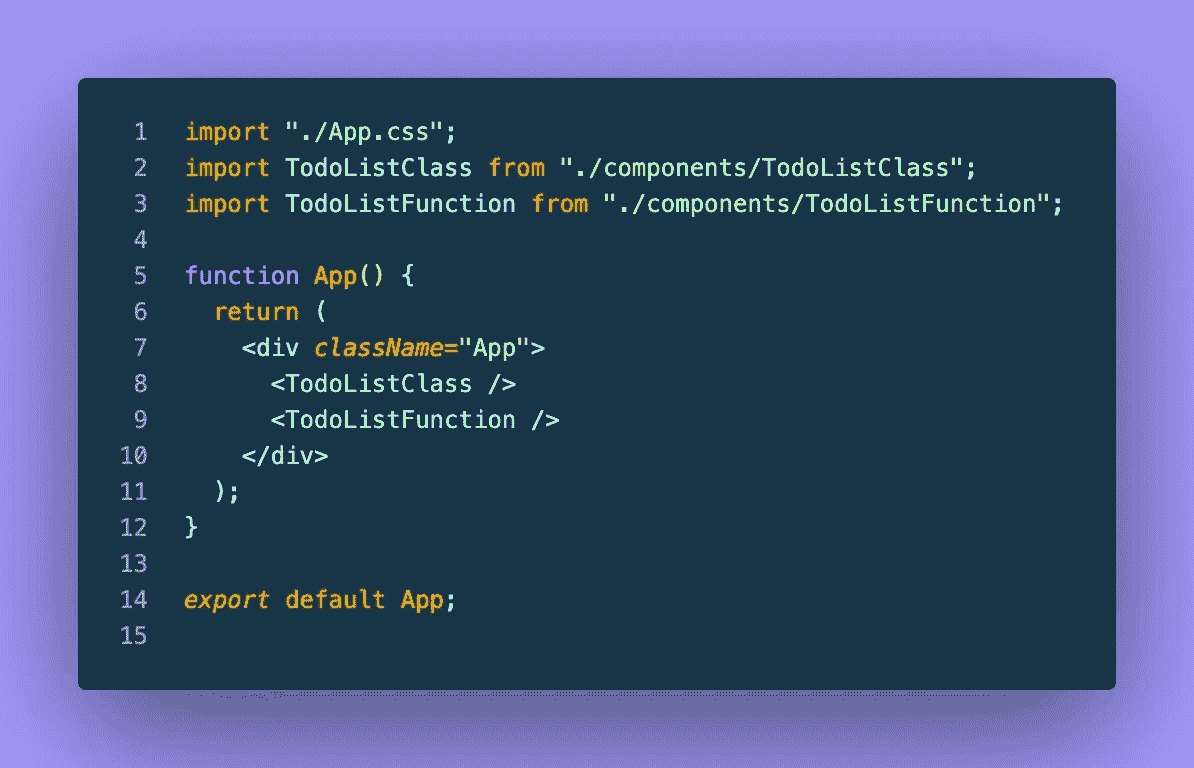 1 import "./App.css";
2 import TodoListClass from "./components/TodoListClass";
3 import TodoListFunction from "./components/TodoListFunction";
4
5 function App() {
6   return (
7     <div className="App">
8       <TodoListClass />
9       <TodoListFunction />
10     </div>
11   );
12 }
13
14 export default App;
15